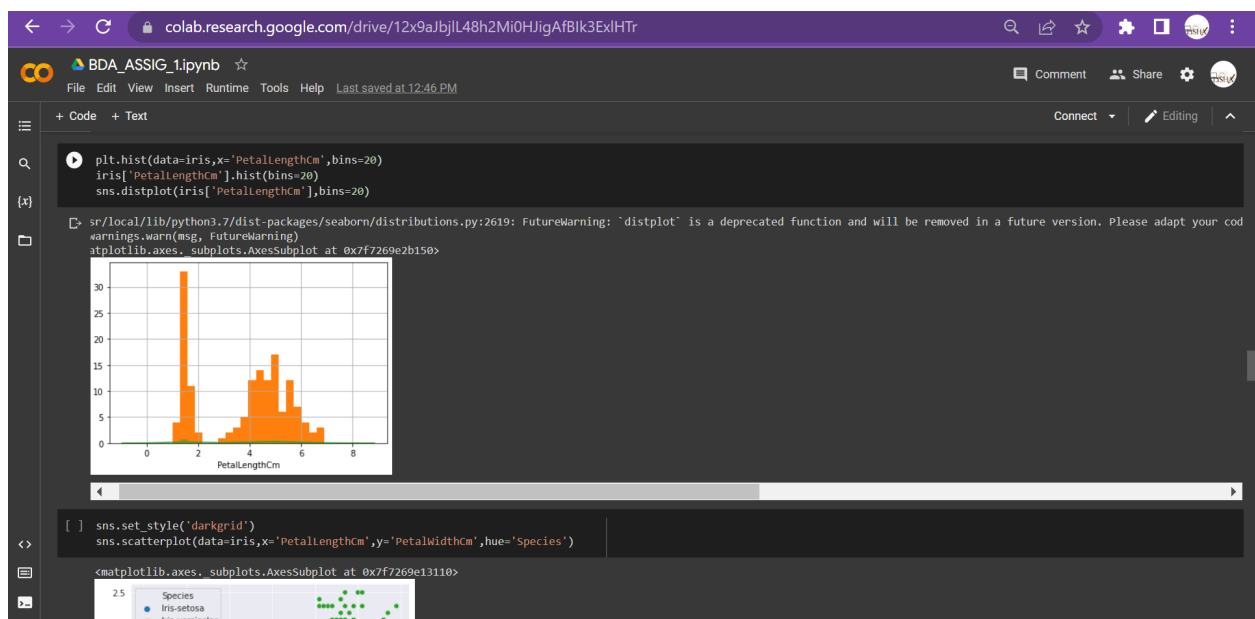 colab.research.google.com/drive/12x9aJbjlL48h2Mi0HJigAfBIk3ExlHTr
BDA_ASSIG_1.ipynb
File Edit View Insert Runtime Tools Help Last saved at 12:46 PM
Comment Share
+ Code + Text
Connect Editing
plt.hist(data=iris,x='PetalLengthCm',bins=20)
iris['PetalLengthCm'].hist(bins=20)
sns.distplot(iris['PetalLengthCm'],bins=20)
{x}
sr/local/lib/python3.7/dist-packages/seaborn/distributions.py:2619: FutureWarning: `distplot` is a deprecated function and will be removed in a future version. Please adapt your cod
warnings.warn(msg, FutureWarning)
atplotlib.axes._subplots.AxesSubplot at 0x7f7269e2b150>
30
25
20
15
10
5
0
0 2 4 6 8
PetalLengthCm
[ ] sns.set_style('darkgrid')
sns.scatterplot(data=iris,x='PetalLengthCm',y='PetalWidthCm',hue='Species')
<matplotlib.axes._subplots.AxesSubplot at 0x7f7269e13110>
2.5
Species
Iris-setosa